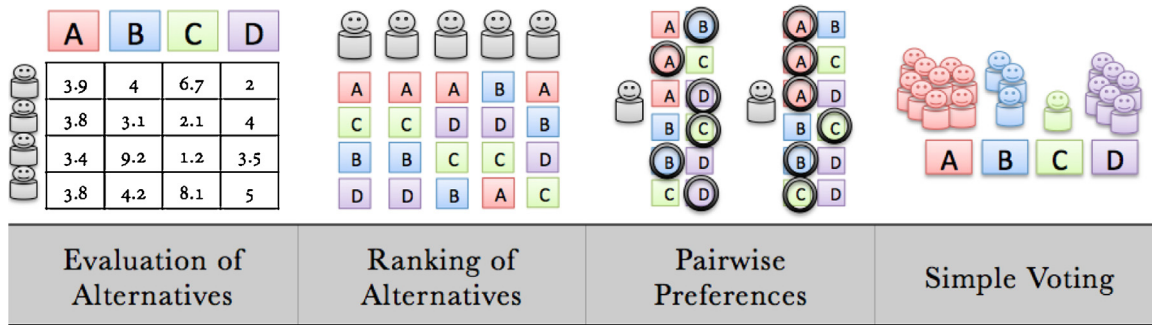 A B C D
3.9 4 6.7 2
3.8 3.1 2.1 4
3.4 9.2 1.2 3.5
3.8 4.2 8.1 5
Evaluation of
Alternatives
A A A B A
C C D D B
B B C C D
D D B A C
Ranking of
Alternatives
A B
A C
A D
B C
B D
C D
A B
A C
A D
B C
B D
C D
Pairwise
Preferences
A B C D
Simple Voting